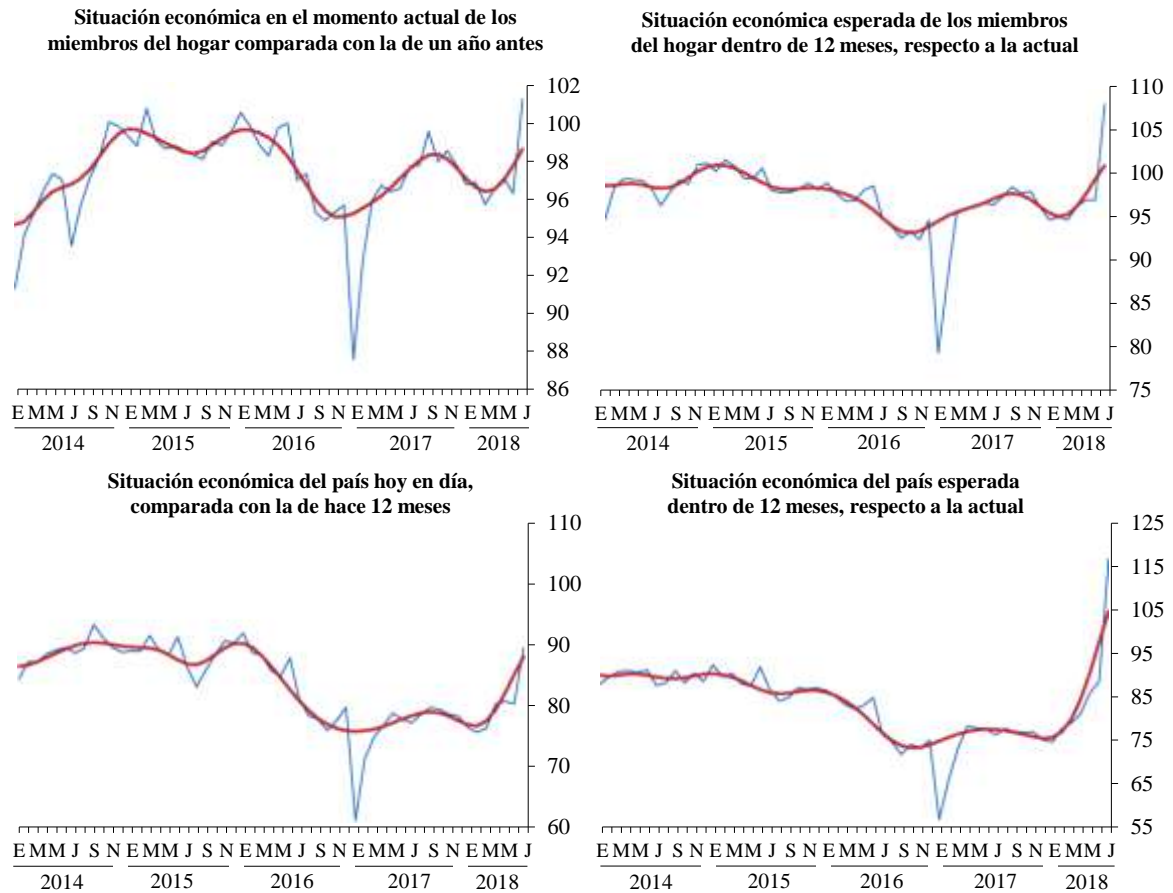 Situación económica en el momento actual de los
miembros del hogar comparada con la de un año antes
102
100
98
96
94
92
90
88
86
E M M J S N E M M J S N E M M J S N E M M J S N E M M J
2014 2015 2016 2017 2018
Situación económica esperada de los miembros
del hogar dentro de 12 meses, respecto a la actual
110
105
100
95
90
85
80
75
E M M J S N E M M J S N E M M J S N E M M J S N E M M J
2014 2015 2016 2017 2018
Situación económica del país hoy en día,
comparada con la de hace 12 meses
110
100
90
80
70
60
E M M J S N E M M J S N E M M J S N E M M J S N E M M J
2014 2015 2016 2017 2018
Situación económica del país esperada
dentro de 12 meses, respecto a la actual
125
115
105
95
85
75
65
55
E M M J S N E M M J S N E M M J S N E M M J S N E M M J
2014 2015 2016 2017 2018